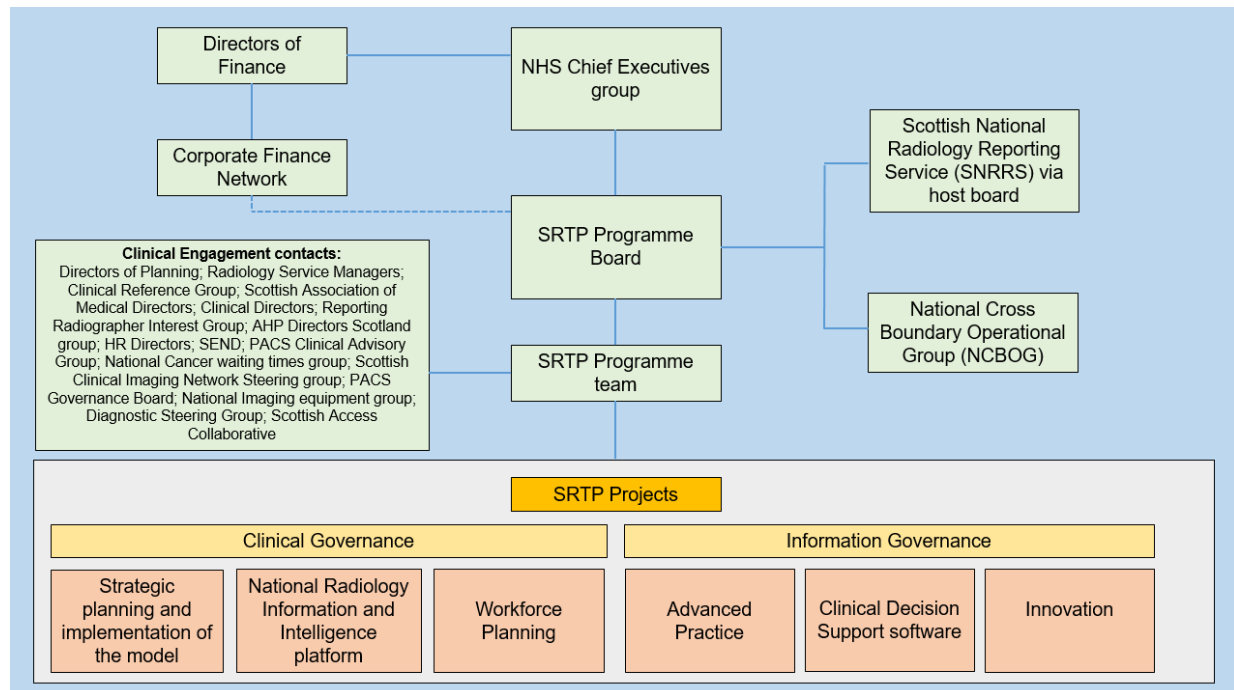 Directors of
Finance
NHS Chief Executives
group
Corporate Finance
Network
Scottish National
Radiology Reporting
Service (SNRRS) via
host board
SRTP Programme
Board
Clinical Engagement contacts:
Directors of Planning; Radiology Service Managers;
Clinical Reference Group; Scottish Association of
Medical Directors; Clinical Directors; Reporting
Radiographer Interest Group; AHP Directors Scotland
group; HR Directors; SEND; PACS Clinical Advisory
Group; National Cancer waiting times group; Scottish
Clinical Imaging Network Steering group; PACS
Governance Board; National Imaging equipment group;
Diagnostic Steering Group; Scottish Access
Collaborative
National Cross
Boundary Operational
Group (NCBOG)
SRTP Programme
team
SRTP Projects
Clinical Governance
Information Governance
Strategic
planning and
implementation of
the model
National Radiology
Information and
Intelligence
platform
Workforce
Planning
Advanced
Practice
Clinical Decision
Support software
Innovation